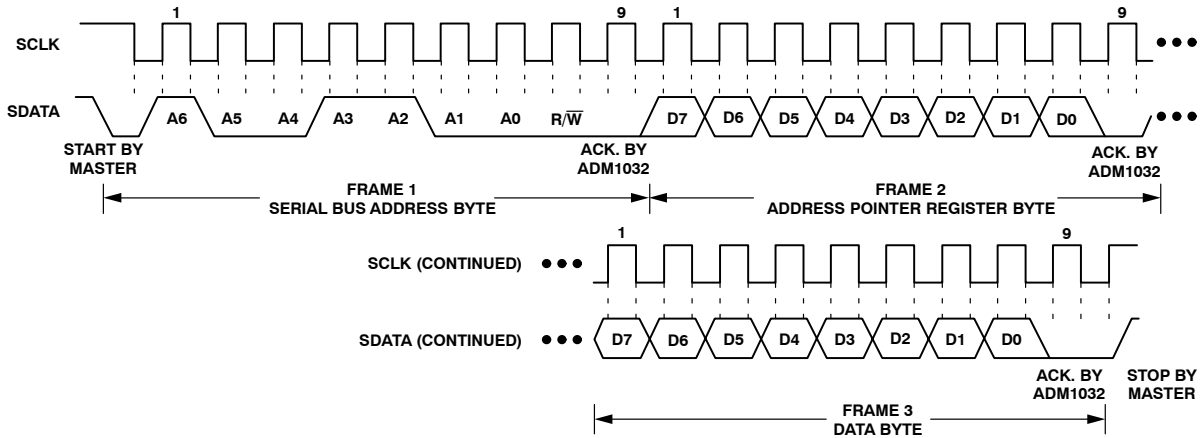 1 9 1 9
SCLK •••
SDATA A6 A5 A4 A3 A2 A1 A0 R/W̅ D7 D6 D5 D4 D3 D2 D1 D0 •••
START BY MASTER
ACK. BY ADM1032
ACK. BY ADM1032
FRAME 1
SERIAL BUS ADDRESS BYTE
FRAME 2
ADDRESS POINTER REGISTER BYTE
1 9
SCLK (CONTINUED) •••
SDATA (CONTINUED) ••• D7 D6 D5 D4 D3 D2 D1 D0
ACK. BY ADM1032
STOP BY MASTER
FRAME 3
DATA BYTE